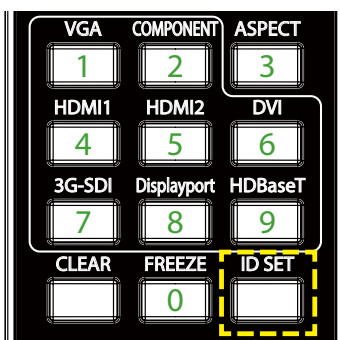 VGA COMPONENT ASPECT
1 2 3
HDMI1 HDMI2 DVI
4 5 6
3G-SDI Displayport HDBaseT
7 8 9
CLEAR FREEZE ID SET
0